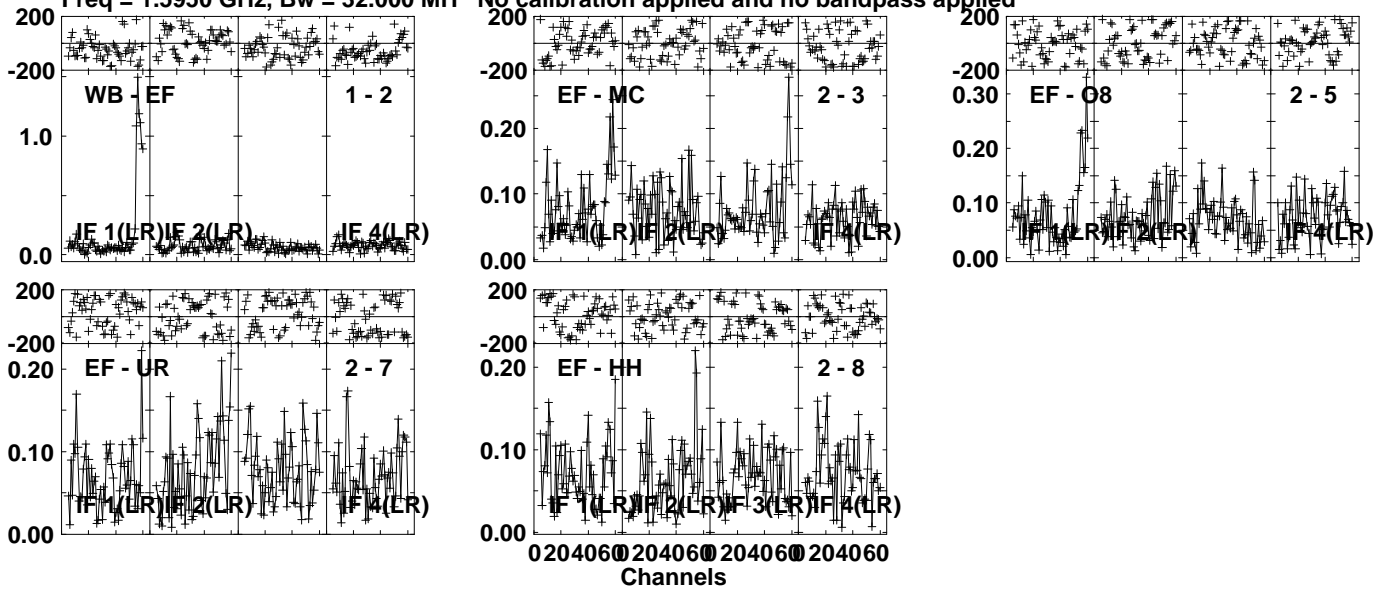 Freq = 1.5950 GHz, Bw = 32.000 MH No calibration applied and no bandpass applied
200
-200
WB - EF 1 - 2
1.0
IF 1(LR) IF 2(LR) IF 4(LR)
0.0
200
-200
EF - MC 2 - 3
0.20
0.10
IF 1(LR) IF 2(LR) IF 4(LR)
0.00
200
-200
EF - O8 2 - 5
0.30
0.20
0.10
IF 1(LR) IF 2(LR) IF 4(LR)
0.00
200
-200
EF - UR 2 - 7
0.20
0.10
IF 1(LR) IF 2(LR) IF 4(LR)
0.00
200
-200
EF - HH 2 - 8
0.20
0.10
IF 1(LR) IF 2(LR) IF 3(LR) IF 4(LR)
0.00
0 20 40 60 0 20 40 60 0 20 40 60 0 20 40 60
Channels